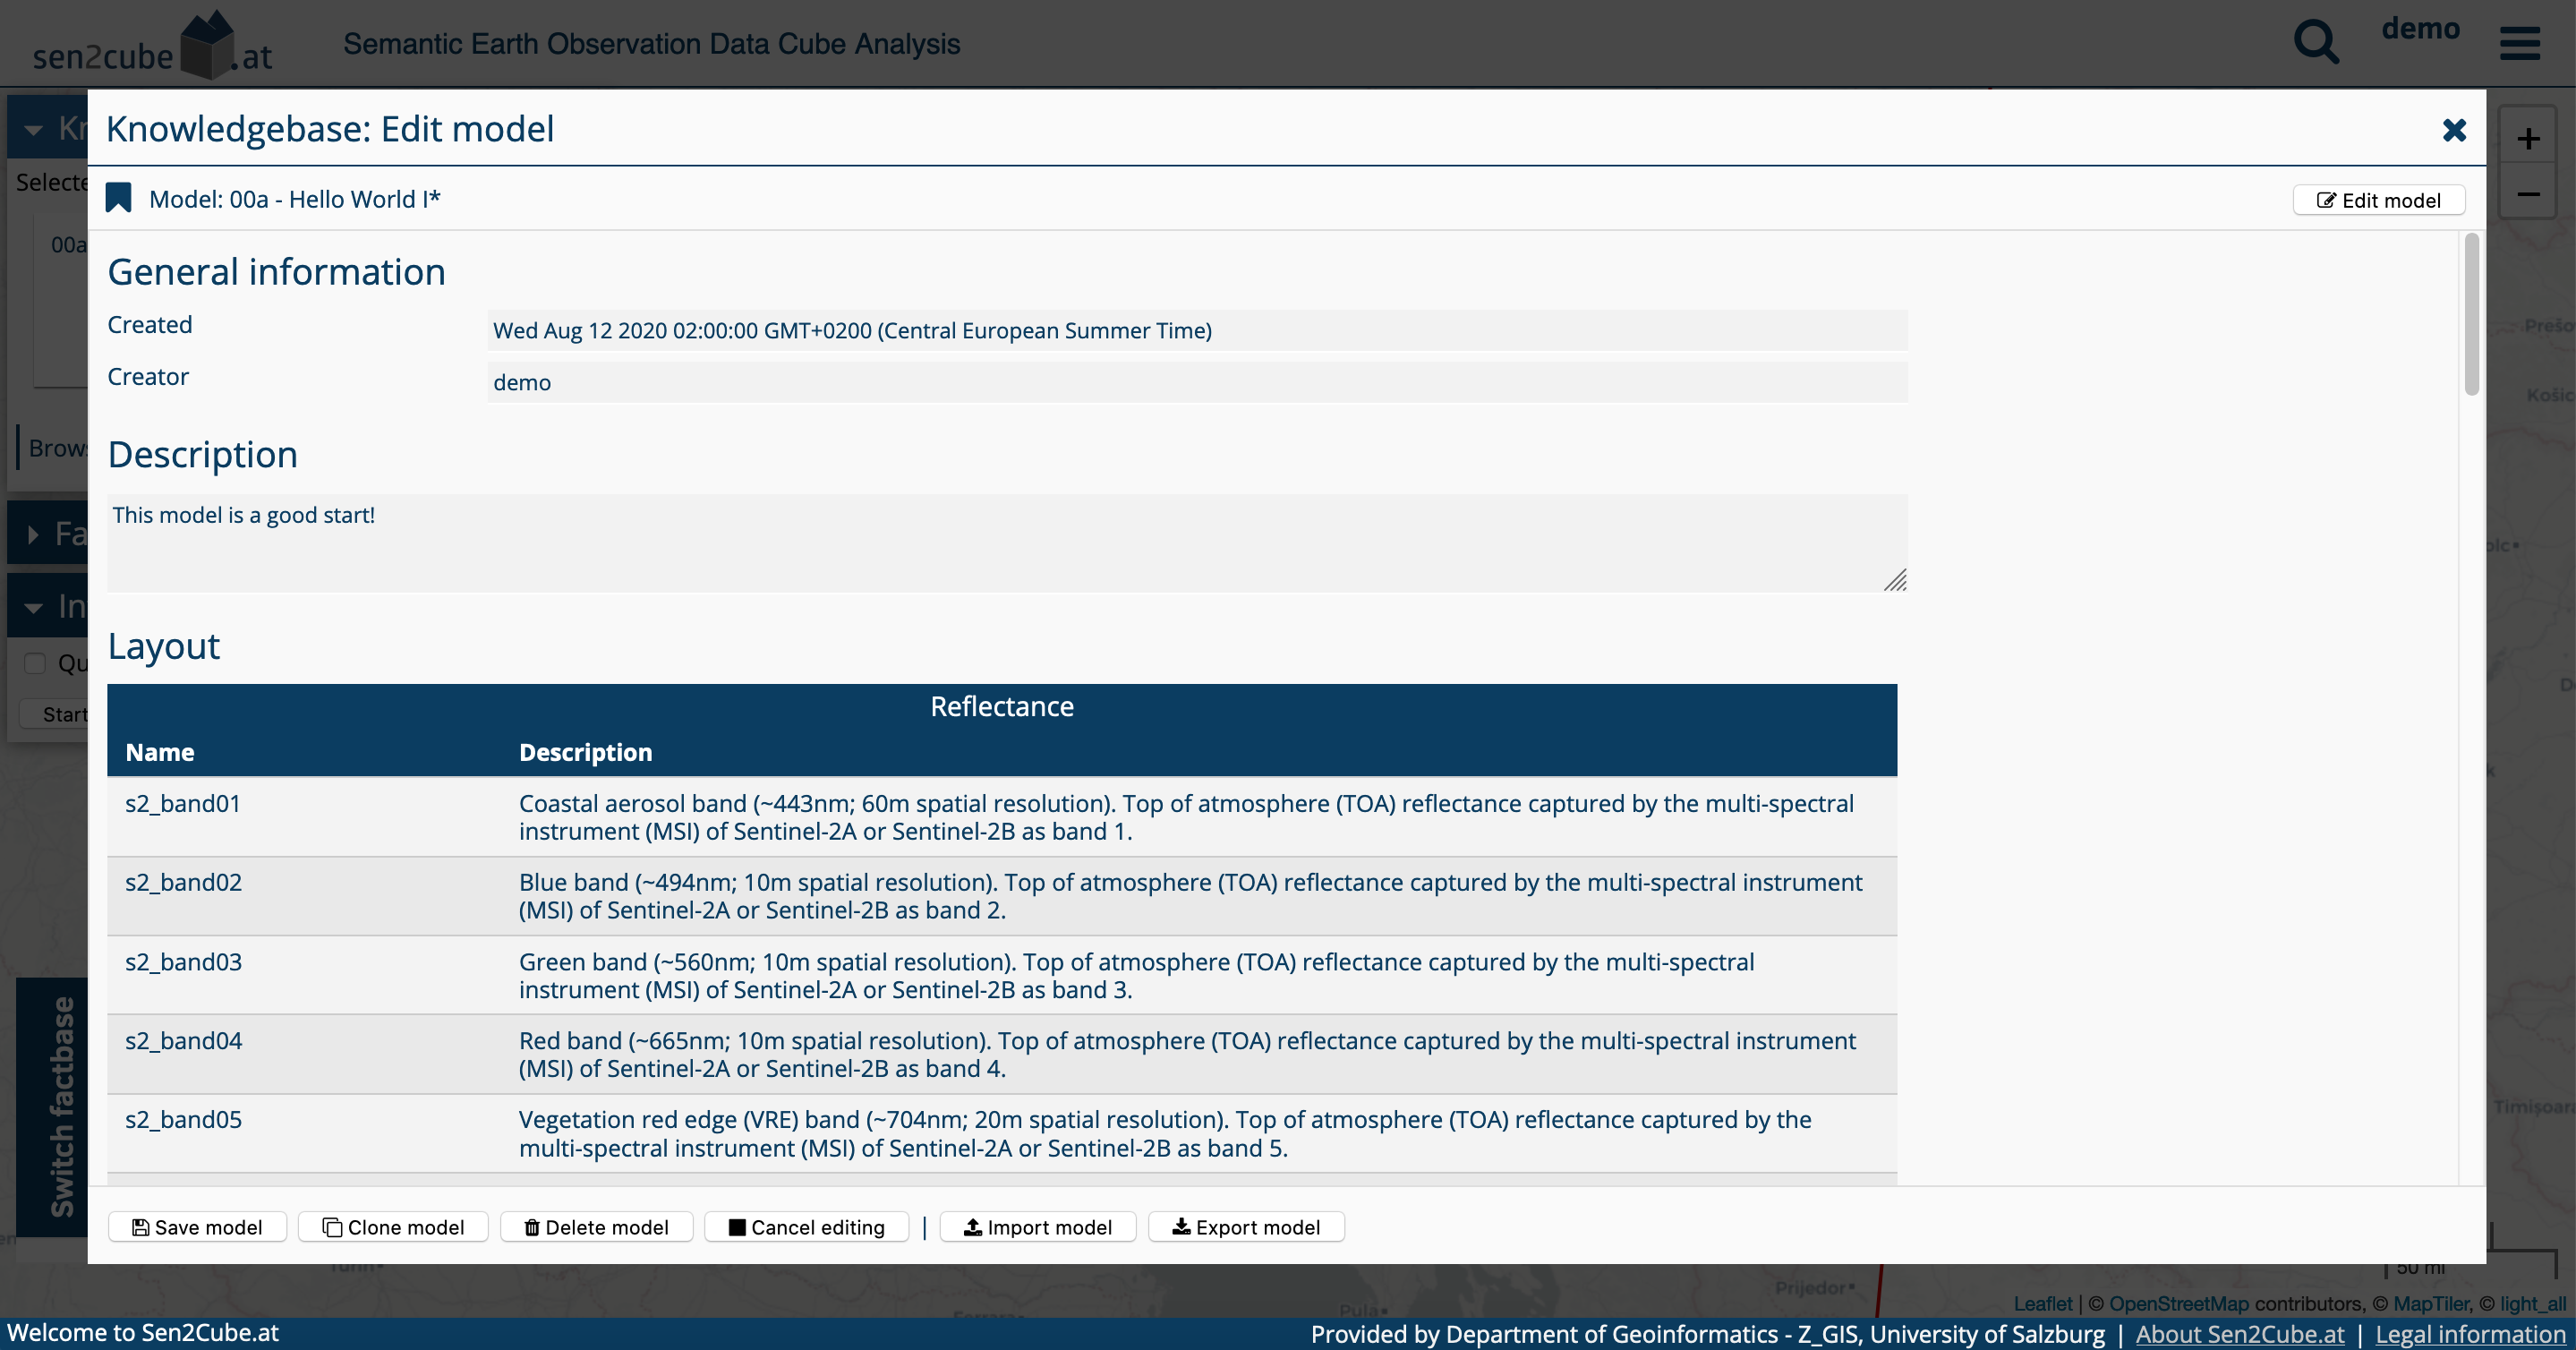 sen2cube.at
Semantic Earth Observation Data Cube Analysis
demo
Knowledgebase: Edit model
Model: 00a - Hello World I*
Edit model
Selecte
00a
Brow
Fa
In
Qu
Start
Switch factbase
General information
Created
Wed Aug 12 2020 02:00:00 GMT+0200 (Central European Summer Time)
Creator
demo
Description
This model is a good start!
Layout
Reflectance
Name Description
s2_band01 Coastal aerosol band (~443nm; 60m spatial resolution). Top of atmosphere (TOA) reflectance captured by the multi-spectral
instrument (MSI) of Sentinel-2A or Sentinel-2B as band 1.
s2_band02 Blue band (~494nm; 10m spatial resolution). Top of atmosphere (TOA) reflectance captured by the multi-spectral instrument
(MSI) of Sentinel-2A or Sentinel-2B as band 2.
s2_band03 Green band (~560nm; 10m spatial resolution). Top of atmosphere (TOA) reflectance captured by the multi-spectral
instrument (MSI) of Sentinel-2A or Sentinel-2B as band 3.
s2_band04 Red band (~665nm; 10m spatial resolution). Top of atmosphere (TOA) reflectance captured by the multi-spectral instrument
(MSI) of Sentinel-2A or Sentinel-2B as band 4.
s2_band05 Vegetation red edge (VRE) band (~704nm; 20m spatial resolution). Top of atmosphere (TOA) reflectance captured by the
multi-spectral instrument (MSI) of Sentinel-2A or Sentinel-2B as band 5.
Save model Clone model Delete model Cancel editing | Import model Export model
+
−
Prešo
Košic
olc
Timișoara
Prijedor
Pula
50 mi
Leaflet | © OpenStreetMap contributors, © MapTiler, © light_all
Welcome to Sen2Cube.at
Provided by Department of Geoinformatics - Z_GIS, University of Salzburg | About Sen2Cube.at | Legal information